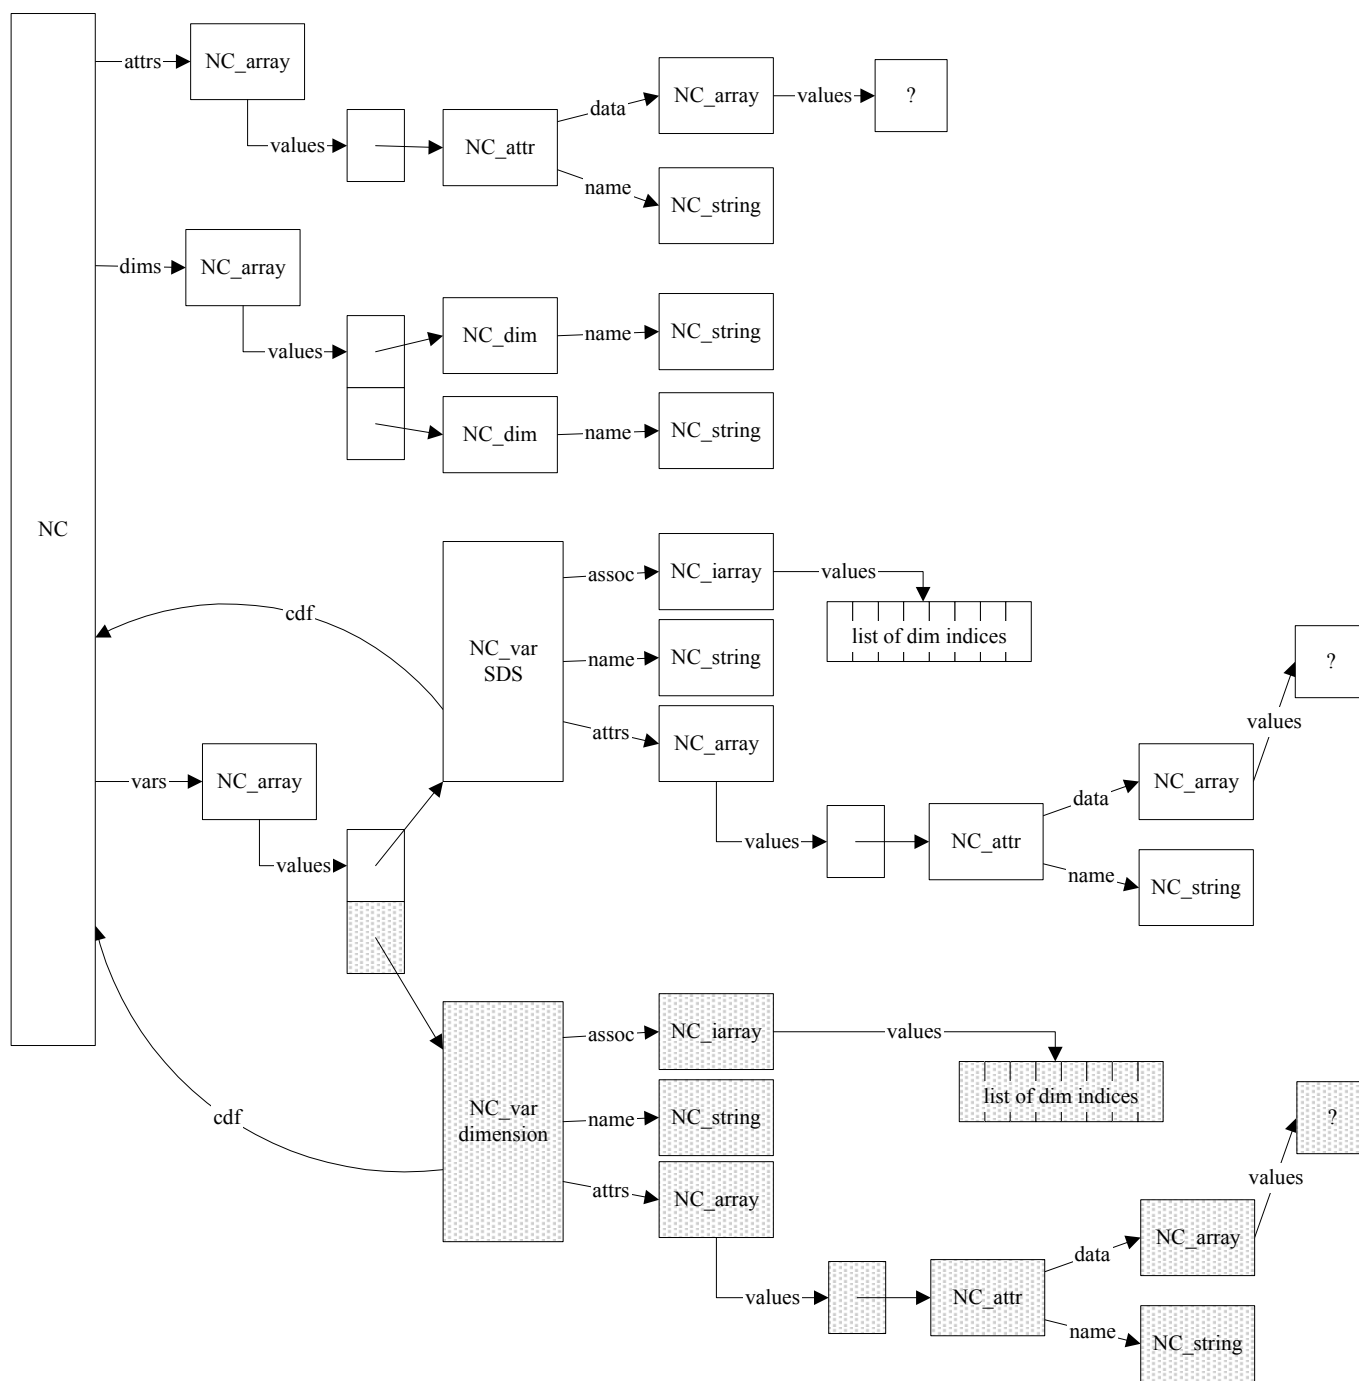 attrs
NC_array
values
NC_attr
data
NC_array
values
?
name
NC_string
dims
NC_array
values
NC_dim
name
NC_string
NC_dim
name
NC_string
NC
cdf
NC_var
SDS
assoc
NC_iarray
values
list of dim indices
name
NC_string
attrs
NC_array
values
NC_attr
data
NC_array
values
?
name
NC_string
vars
NC_array
values
cdf
NC_var
dimension
assoc
NC_iarray
values
list of dim indices
name
NC_string
attrs
NC_array
values
NC_attr
data
NC_array
values
?
name
NC_string